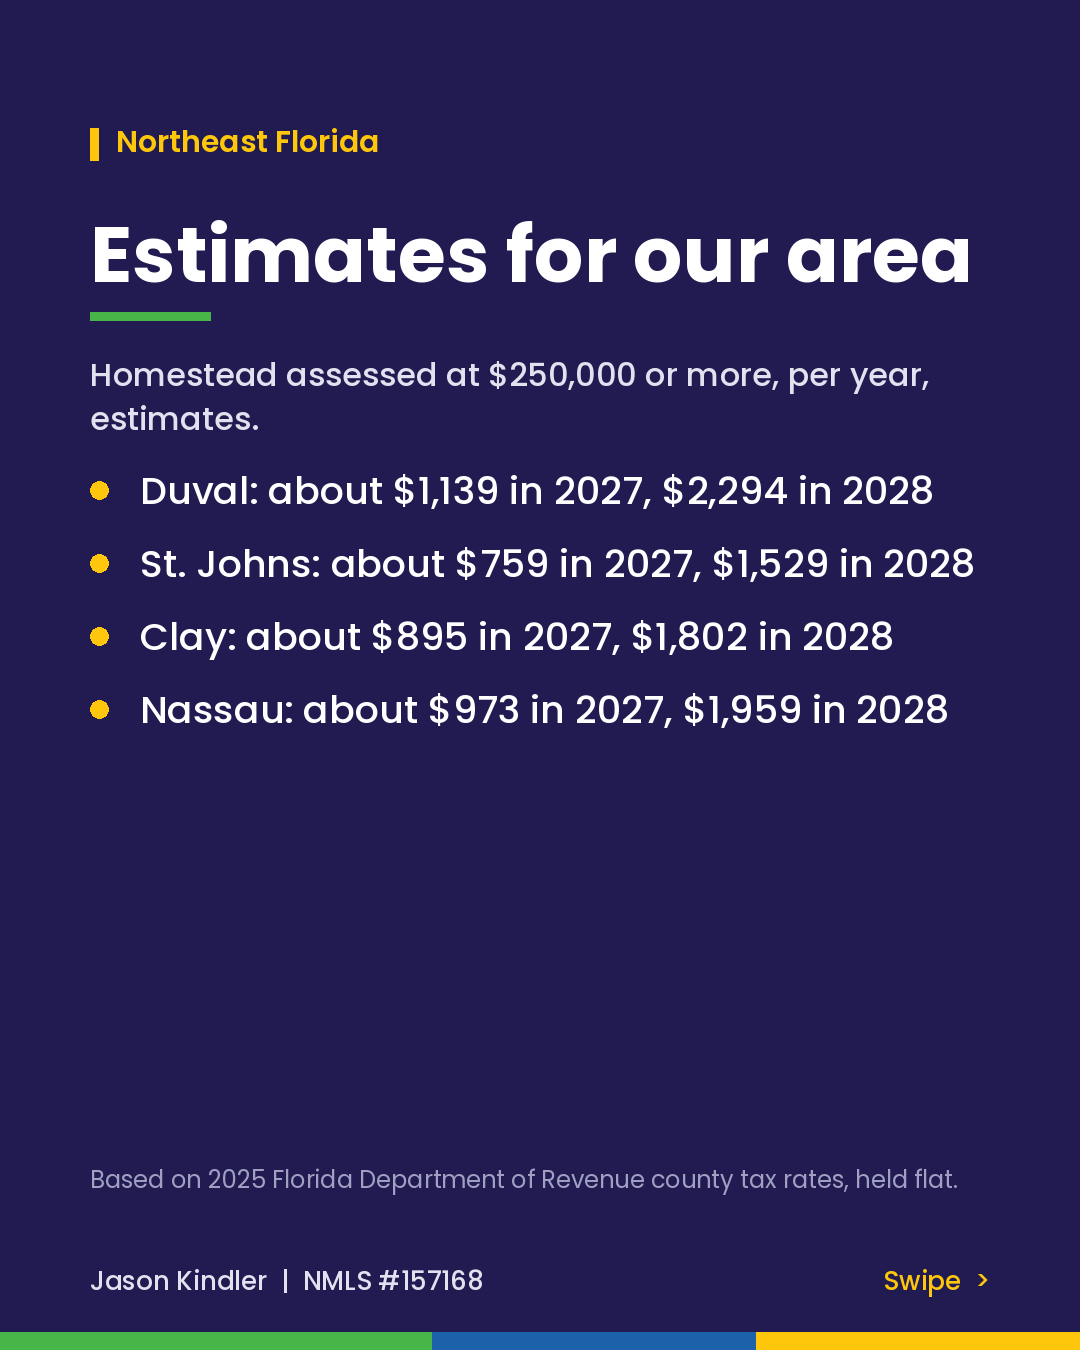 Northeast Florida
Estimates for our area
Homestead assessed at $250,000 or more, per year,
estimates.
Duval: about $1,139 in 2027, $2,294 in 2028
St. Johns: about $759 in 2027, $1,529 in 2028
Clay: about $895 in 2027, $1,802 in 2028
Nassau: about $973 in 2027, $1,959 in 2028
Based on 2025 Florida Department of Revenue county tax rates, held flat.
Jason Kindler | NMLS #157168
Swipe >